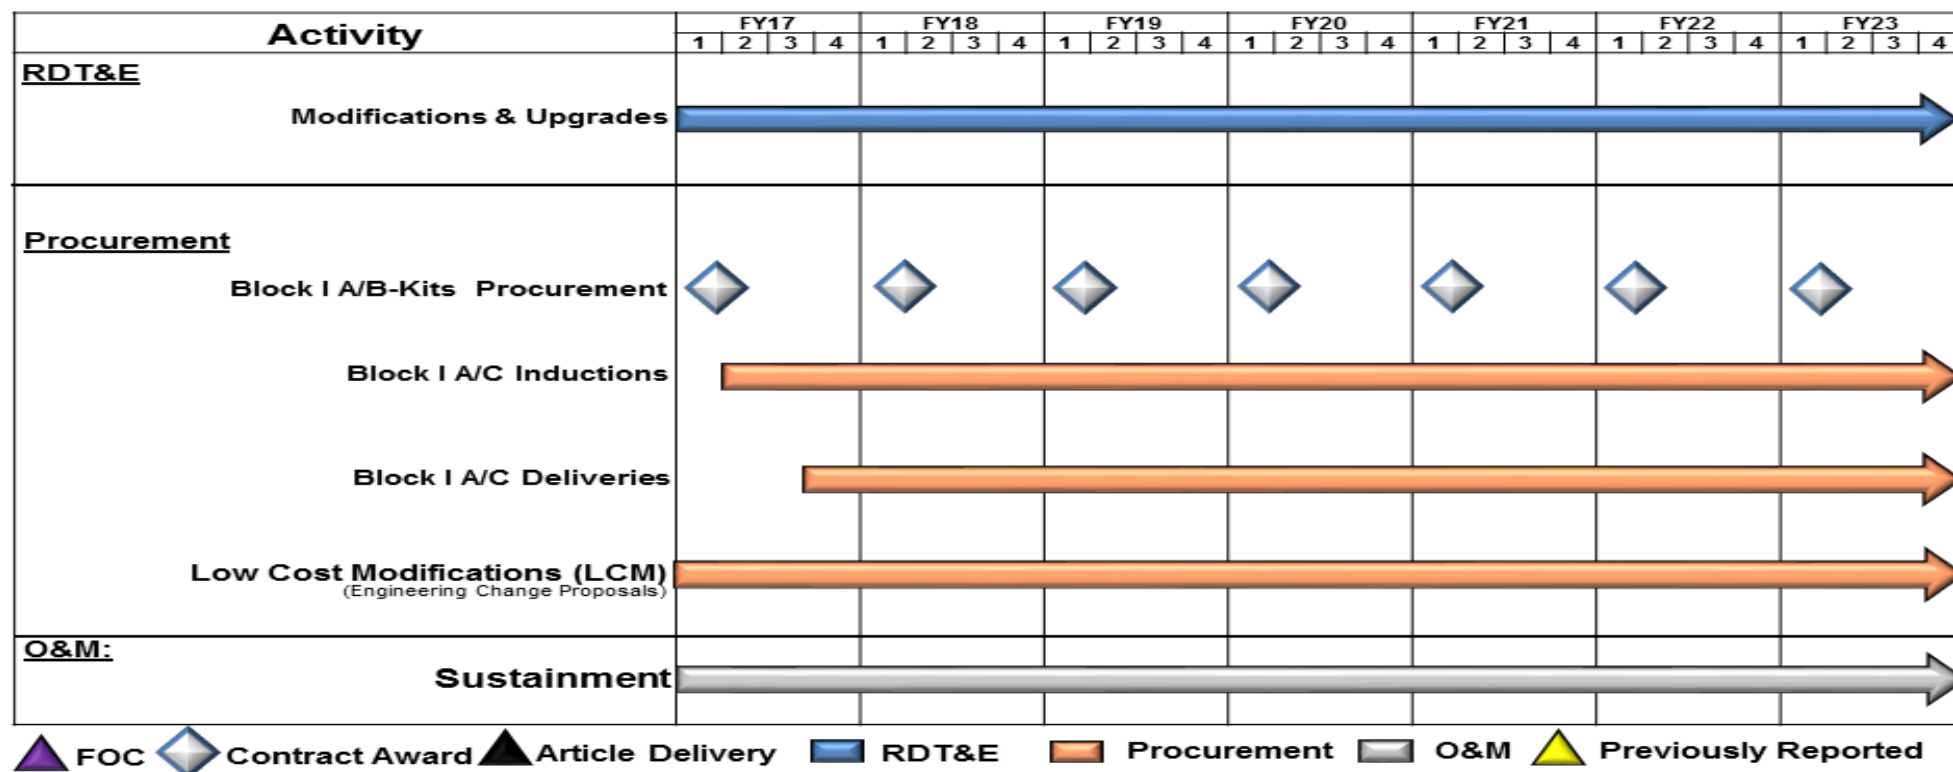 Activity FY17 FY18 FY19 FY20 FY21 FY22 FY23
1 2 3 4 1 2 3 4 1 2 3 4 1 2 3 4 1 2 3 4 1 2 3 4 1 2 3 4
RDT&E
Modifications & Upgrades
Procurement
Block I A/B-Kits Procurement
Block I A/C Inductions
Block I A/C Deliveries
Low Cost Modifications (LCM)
(Engineering Change Proposals)
O&M:
Sustainment
FOC Contract Award Article Delivery RDT&E Procurement O&M Previously Reported